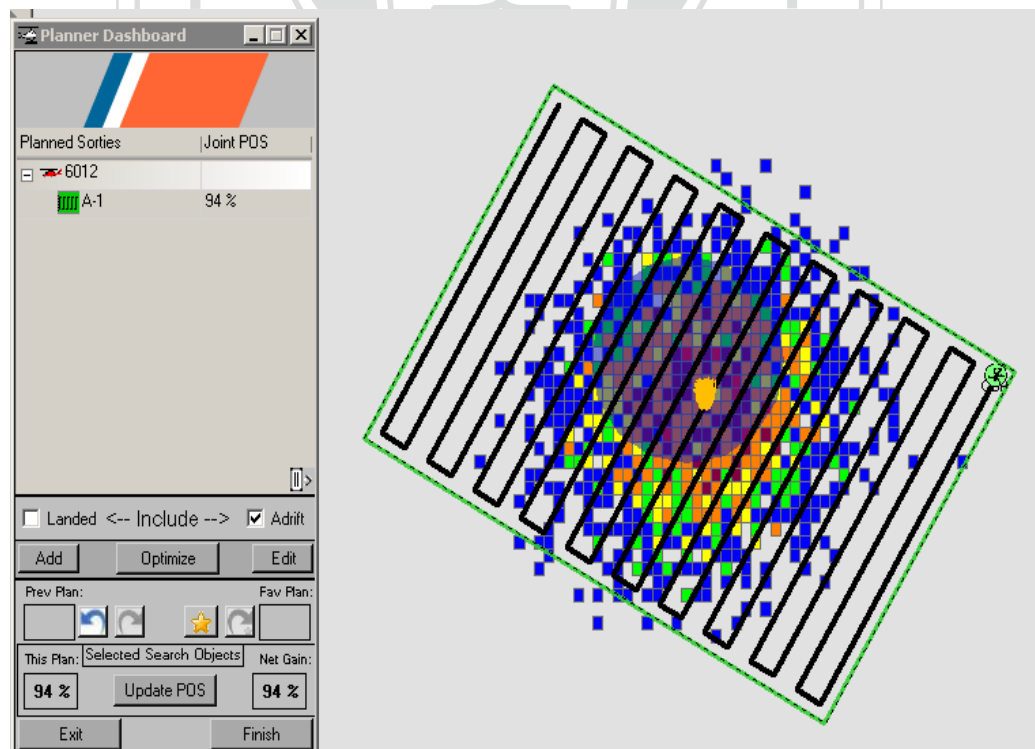 Planner Dashboard
Planned Sorties Joint POS
6012
A-1 94 %
Landed <-- Include --> Adrift
Add Optimize Edit
Prev Plan: Fav Plan:
This Plan: Selected Search Objects Net Gain:
94 % Update POS 94 %
Exit Finish